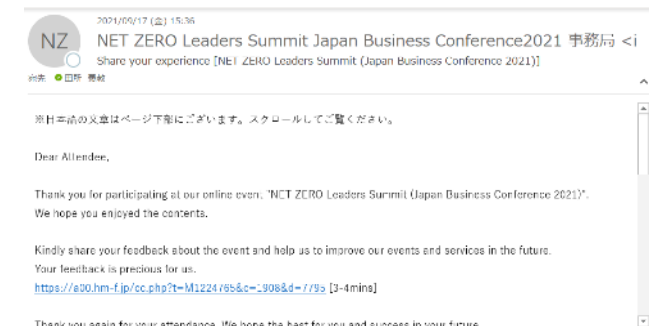 2021/09/17 (金) 15:36
NZ
NET ZERO Leaders Summit Japan Business Conference2021 事務局 <i
Share your experience [NET ZERO Leaders Summit (Japan Business Conference 2021)]
宛先 田所
※日本語の文章はページ下部にございます。スクロールしてご覧ください。
Dear Attendee,
Thank you for participating at our online event "NET ZERO Leaders Summit (Japan Business Conference 2021)".
We hope you enjoyed the contents.
Kindly share your feedback about the event and help us to improve our events and services in the future.
Your feedback is precious for us.
https://a00.hm-f.jp/cc.php?t=M1224765&c=1908&d=7795 [3-4mins]
Thank you again for your attendance. We hope the best for you and success in your future